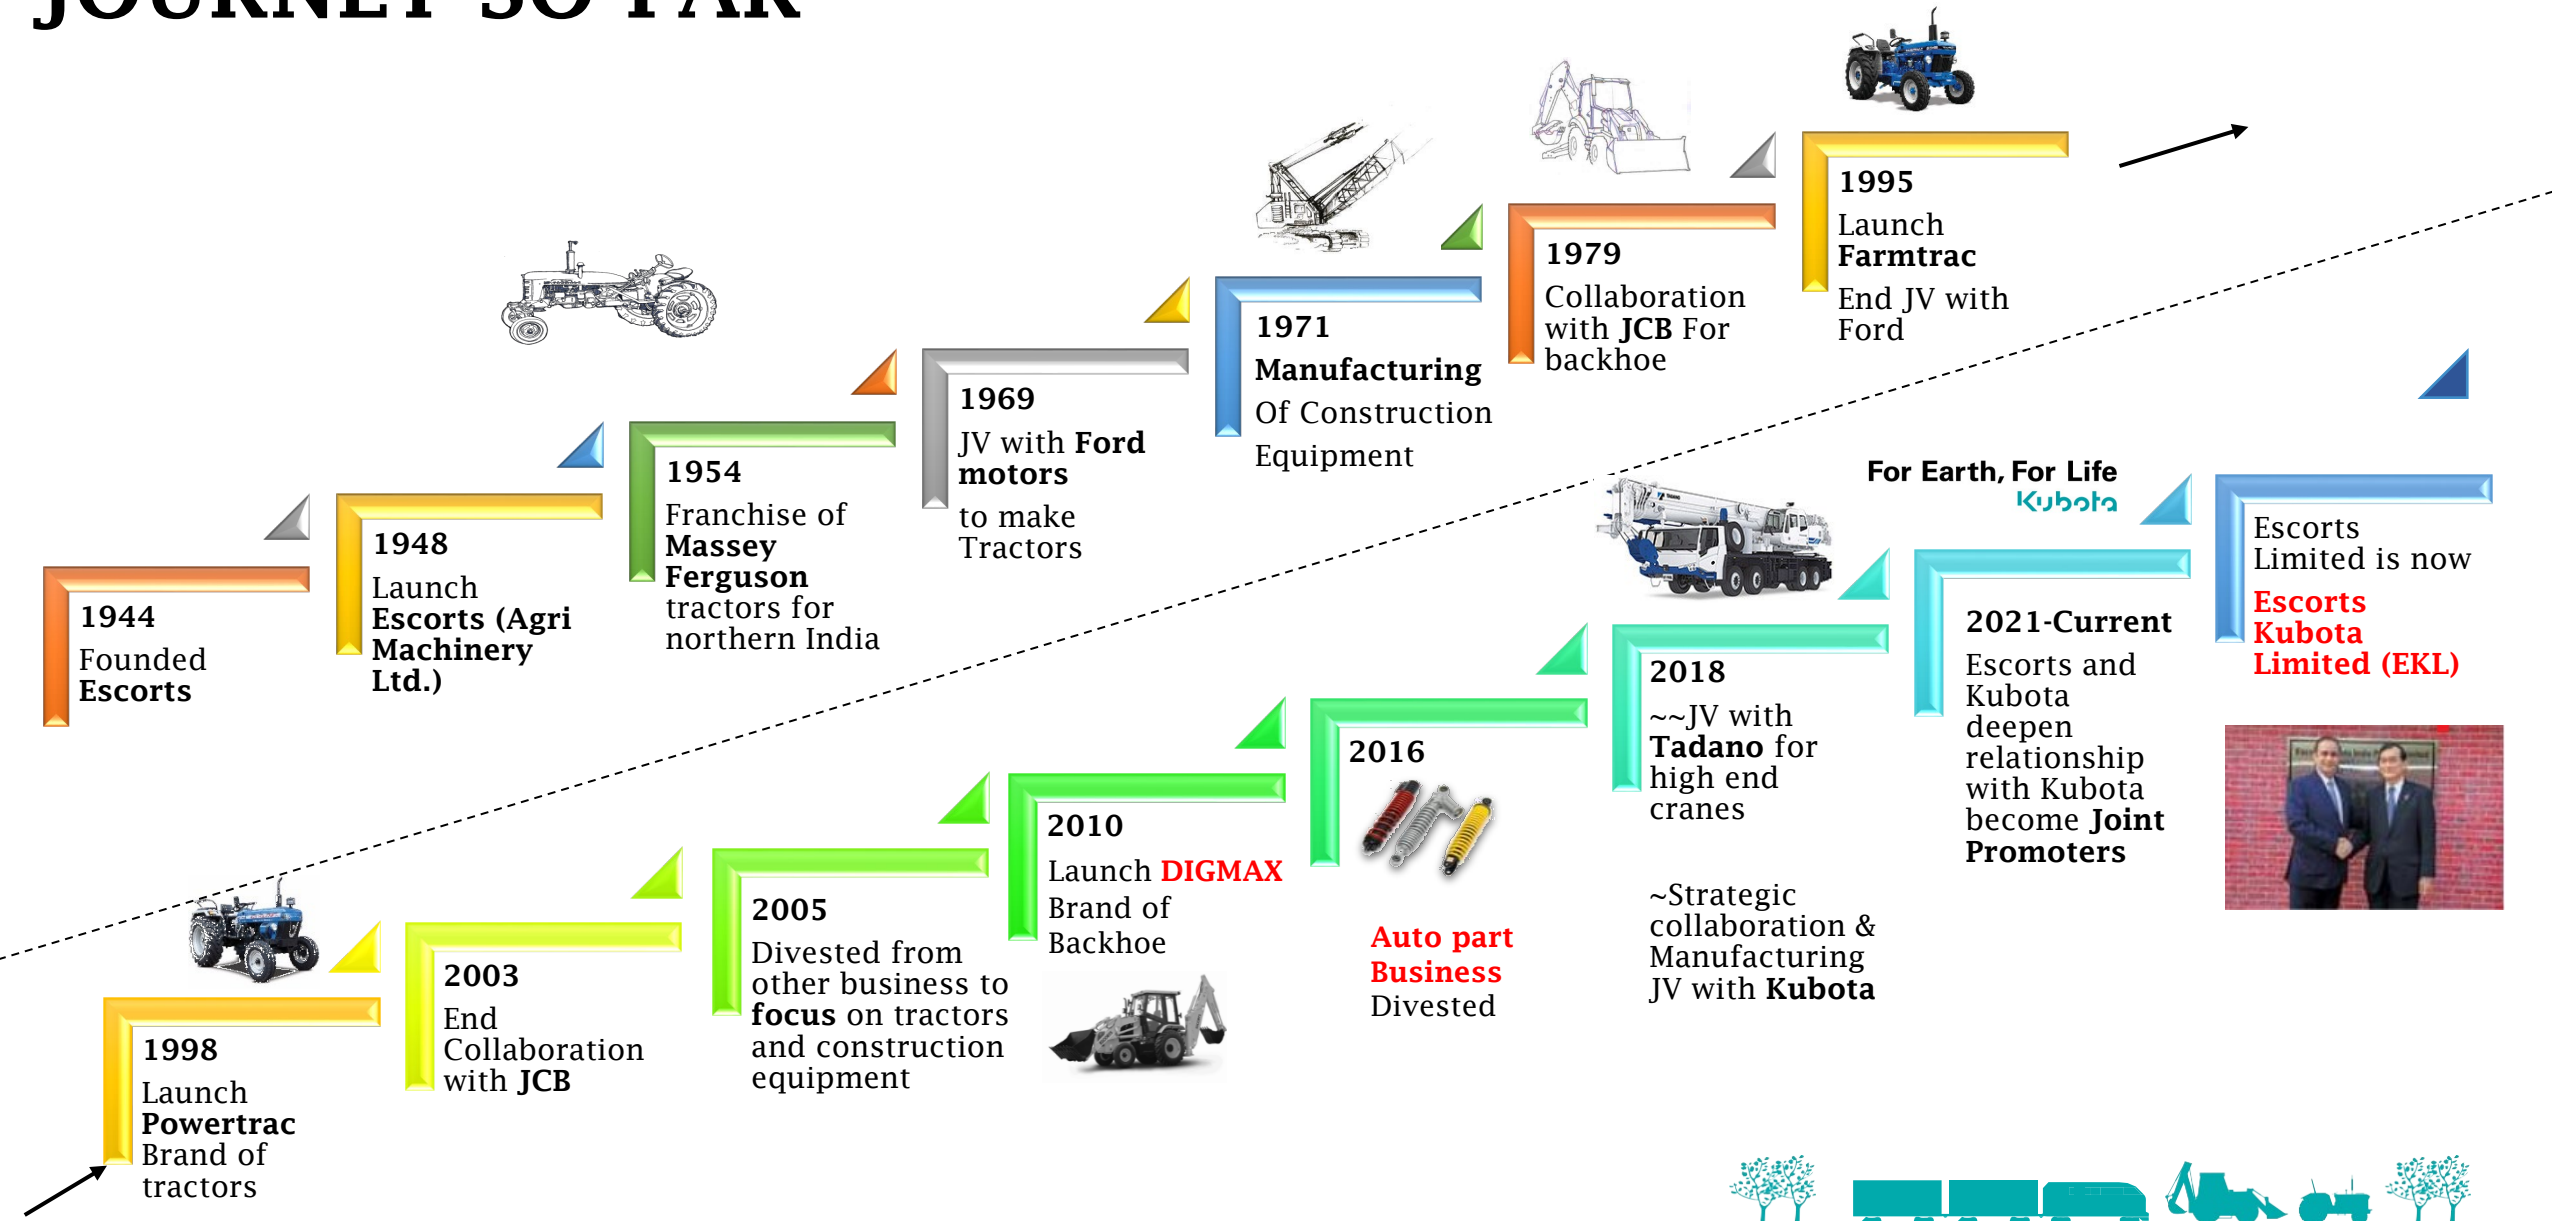 JOURNEY SO FAR
1944
Founded
Escorts
1948
Launch
Escorts (Agri
Machinery
Ltd.)
1954
Franchise of
Massey
Ferguson
tractors for
northern India
1969
JV with Ford
motors
to make
Tractors
1971
Manufacturing
Of Construction
Equipment
1979
Collaboration
with JCB For
backhoe
1995
Launch
Farmtrac
End JV with
Ford
1998
Launch
Powertrac
Brand of
tractors
2003
End
Collaboration
with JCB
2005
Divested from
other business to
focus on tractors
and construction
equipment
2010
Launch DIGMAX
Brand of
Backhoe
2016
Auto part
Business
Divested
2018
~~JV with
Tadano for
high end
cranes
~Strategic
collaboration &
Manufacturing
JV with Kubota
For Earth, For Life
Kubota
2021-Current
Escorts and
Kubota
deepen
relationship
with Kubota
become Joint
Promoters
Escorts
Limited is now
Escorts
Kubota
Limited (EKL)